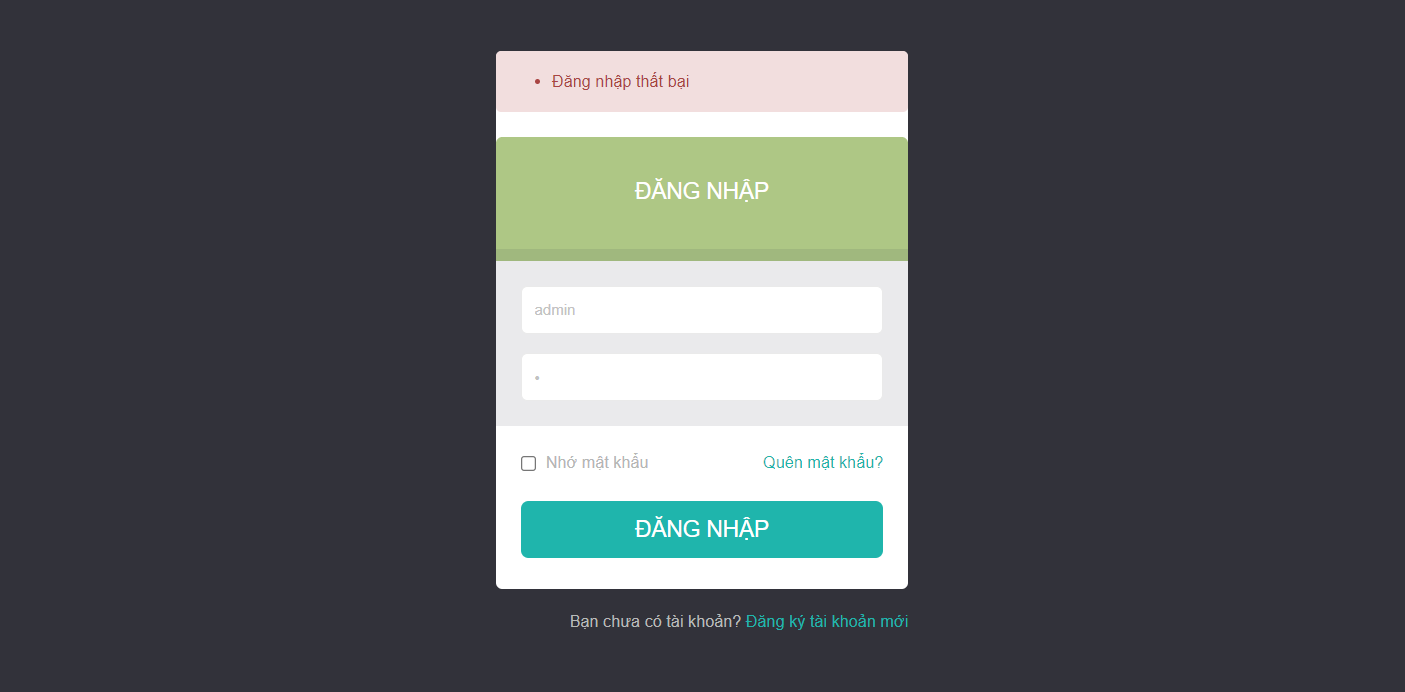 Đăng nhập thất bại
ĐĂNG NHẬP
admin
•
Nhớ mật khẩu
Quên mật khẩu?
ĐĂNG NHẬP
Bạn chưa có tài khoản? Đăng ký tài khoản mới